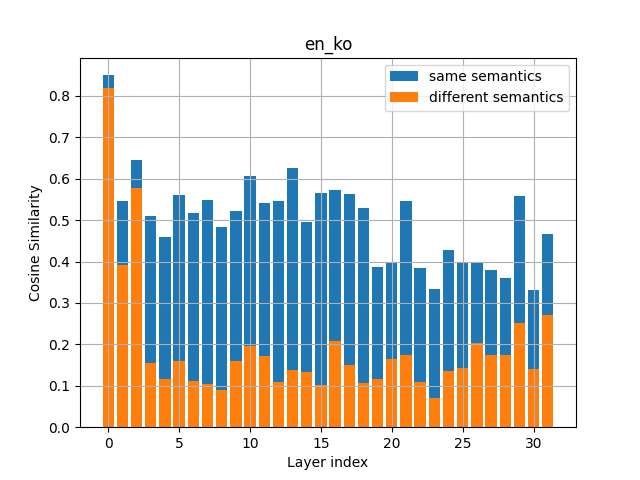 en_ko
same semantics
different semantics
Cosine Similarity
0.8
0.7
0.6
0.5
0.4
0.3
0.2
0.1
0.0
0 5 10 15 20 25 30
Layer index